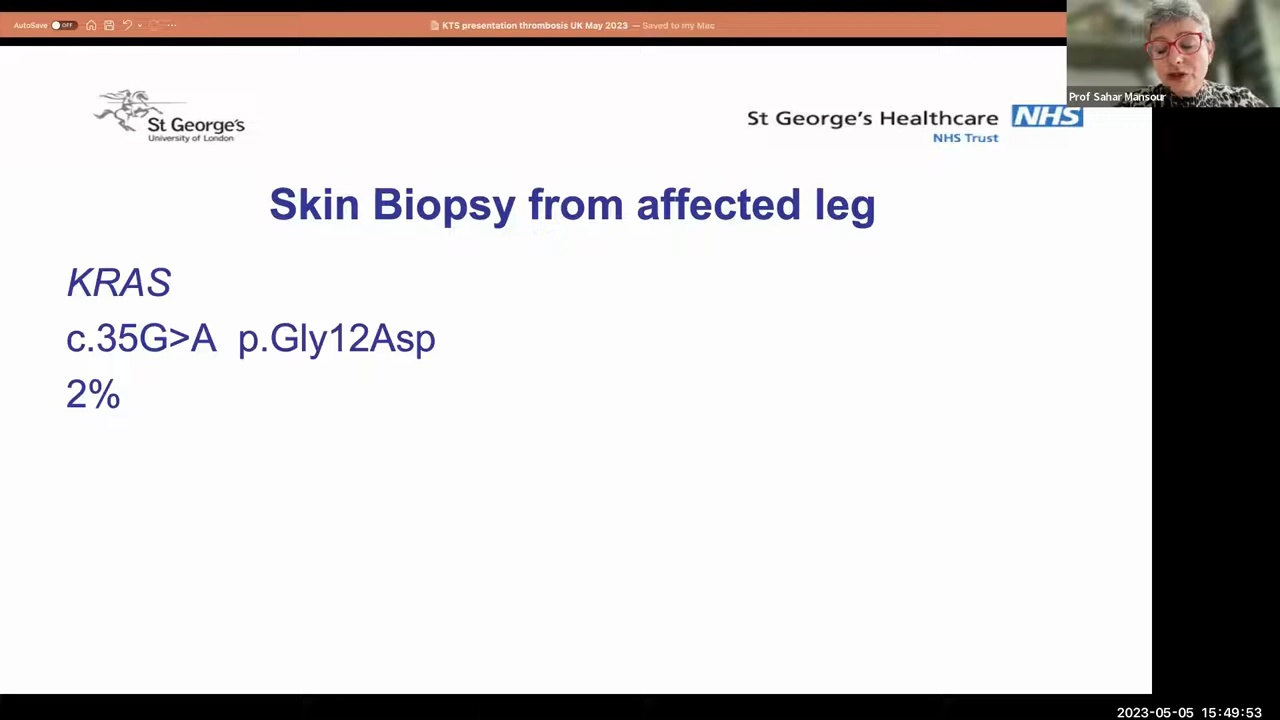 AutoSave OFF
KTS presentation thrombosis UK May 2023 — Saved to my Mac
Prof Sahar Mansour
St George's
University of London
St George's Healthcare NHS
NHS Trust
Skin Biopsy from affected leg
KRAS
c.35G>A p.Gly12Asp
2%
2023-05-05 15:49:53